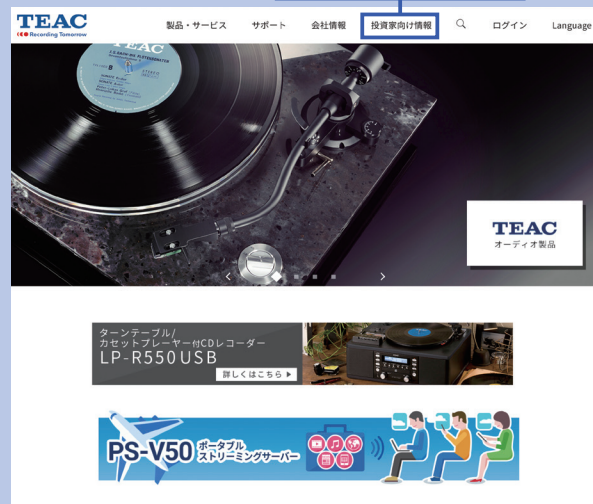 TEAC
Recording Tomorrow
製品・サービス サポート 会社情報 投資家向け情報 ログイン Language
TEAC
TEAC
オーディオ製品
ターンテーブル/
カセットプレーヤー付CDレコーダー
LP-R550USB
詳しくはこちら
PS-V50 ポータブル
ストリーミングサーバー